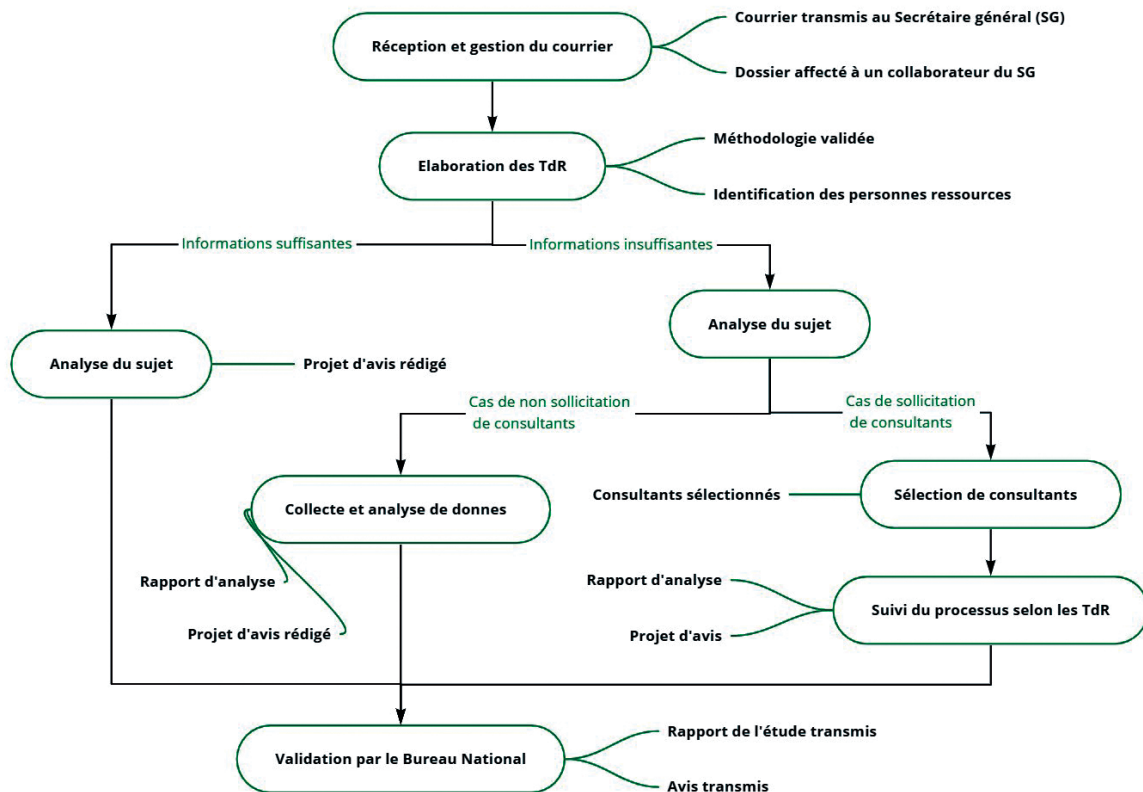 Courrier transmis au Secrétaire général (SG)
Réception et gestion du courrier
Dossier affecté à un collaborateur du SG
Méthodologie validée
Elaboration des TdR
Identification des personnes ressources
Informations suffisantes
Informations insuffisantes
Analyse du sujet
Analyse du sujet
Projet d'avis rédigé
Cas de non sollicitation
de consultants
Cas de sollicitation
de consultants
Collecte et analyse de donnes
Consultants sélectionnés
Sélection de consultants
Rapport d'analyse
Projet d'avis rédigé
Rapport d'analyse
Suivi du processus selon les TdR
Projet d'avis
Rapport de l'étude transmis
Validation par le Bureau National
Avis transmis